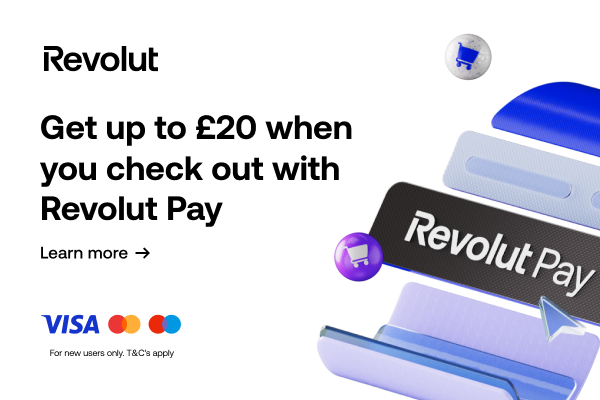 Revolut
Get up to £20 when
you check out with
Revolut Pay
Learn more →
VISA
For new users only. T&C's apply
Revolut Pay